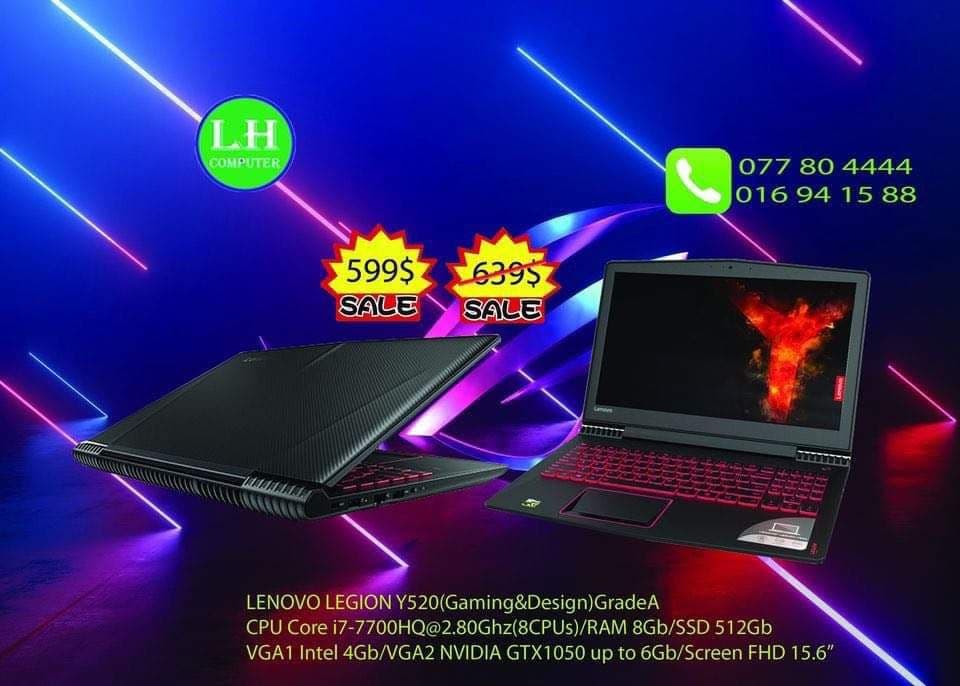 L.H
COMPUTER
077 80 4444
016 94 15 88
599$
SALE
639$
SALE
Lenovo
Lenovo
LENOVO LEGION Y520(Gaming&Design)GradeA
CPU Core i7-7700HQ@2.80Ghz(8CPUs)/RAM 8Gb/SSD 512Gb
VGA1 Intel 4Gb/VGA2 NVIDIA GTX1050 up to 6Gb/Screen FHD 15.6”